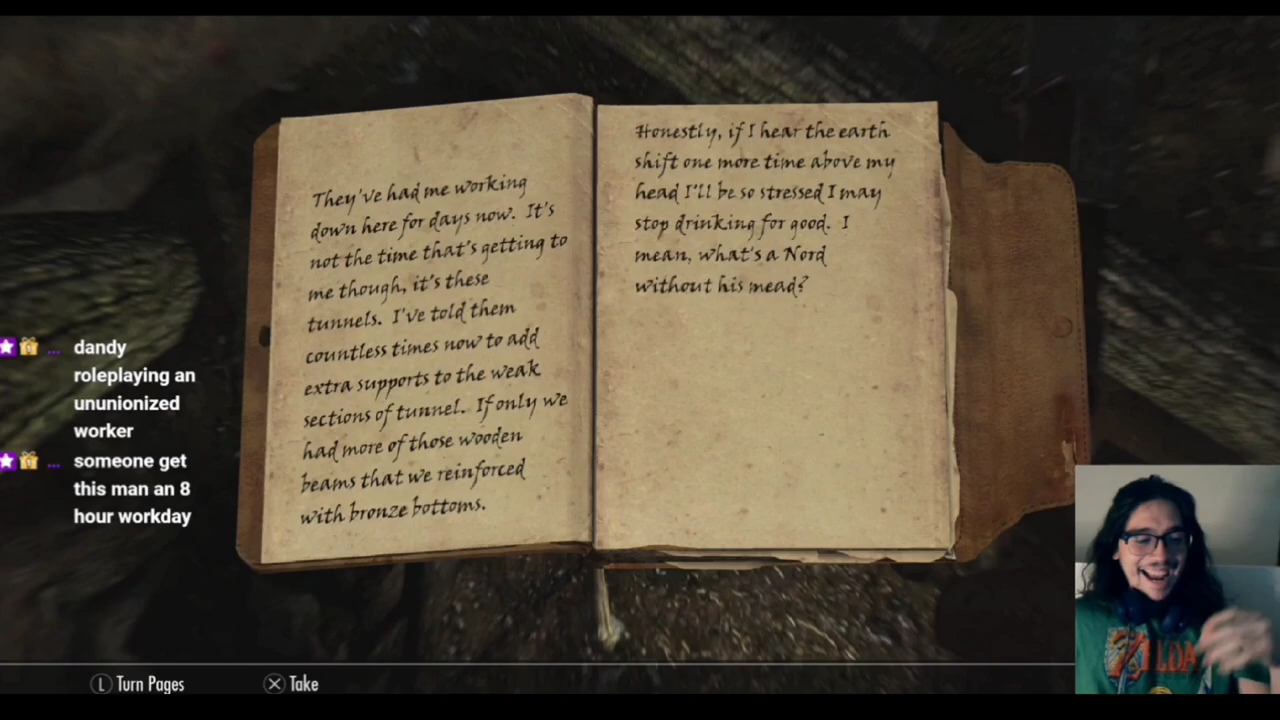 They've had me working
down here for days now. It's
not the time that's getting to
me though, it's these
tunnels. I've told them
countless times now to add
extra supports to the weak
sections of tunnel. If only we
had more of those wooden
beams that we reinforced
with bronze bottoms.
Honestly, if I hear the earth
shift one more time above my
head I'll be so stressed I may
stop drinking for good. I
mean, what's a Nord
without his mead?
... dandy
roleplaying an
ununionized
worker
... someone get
this man an 8
hour workday
L Turn Pages
X Take
ZELDA